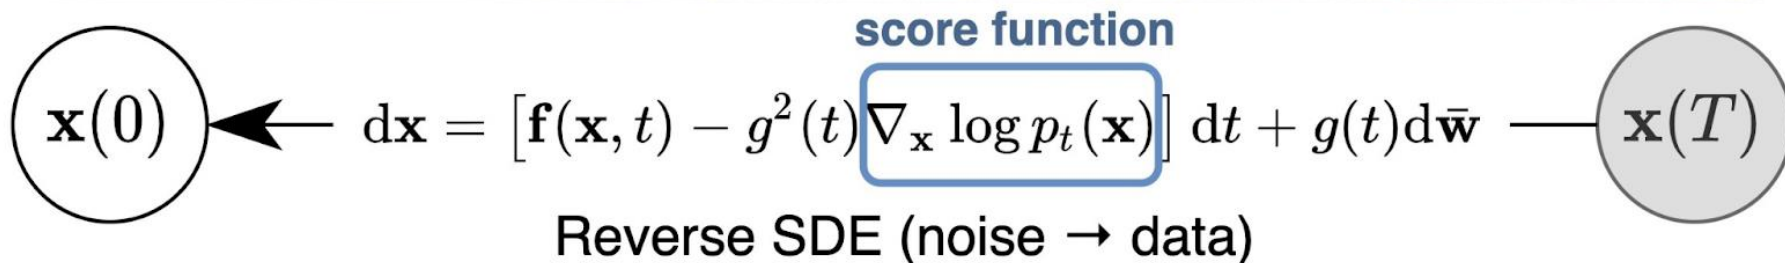 score function
x(0) dx = [f(x, t) − g²(t)∇ₓ log pₜ(x)] dt + g(t)dw̄ x(T)
Reverse SDE (noise → data)